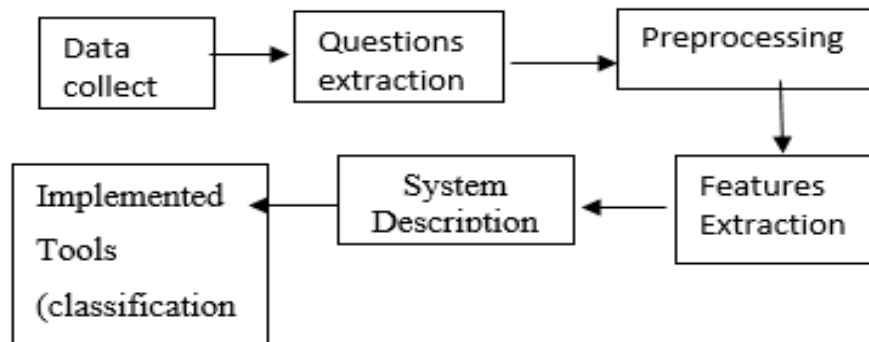 Data
collect
Questions
extraction
Preprocessing
Features
Extraction
System
Description
Implemented
Tools
(classification